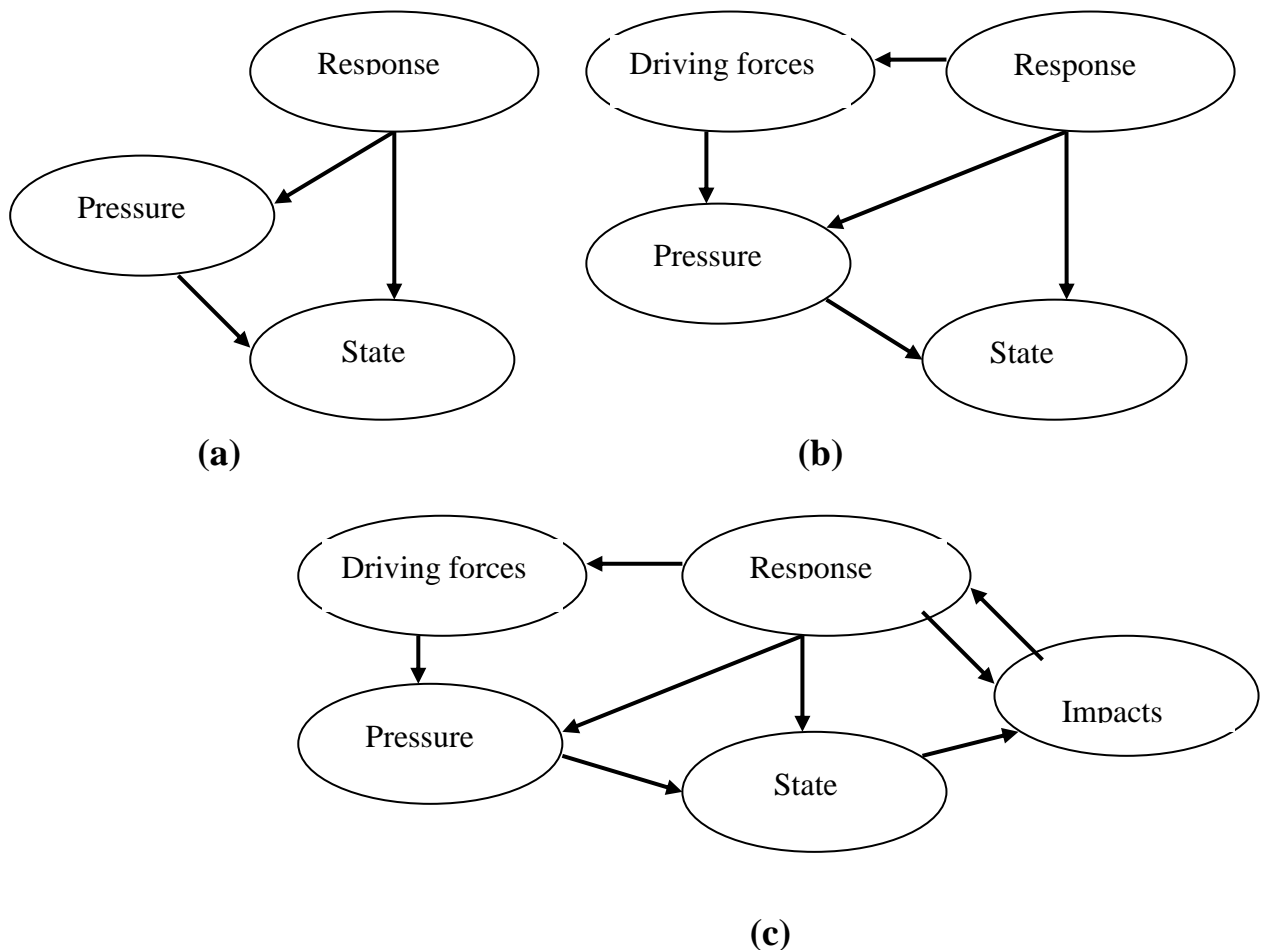 Response
Pressure
State
(a)
Driving forces
Response
Pressure
State
(b)
Driving forces
Response
Impacts
Pressure
State
(c)